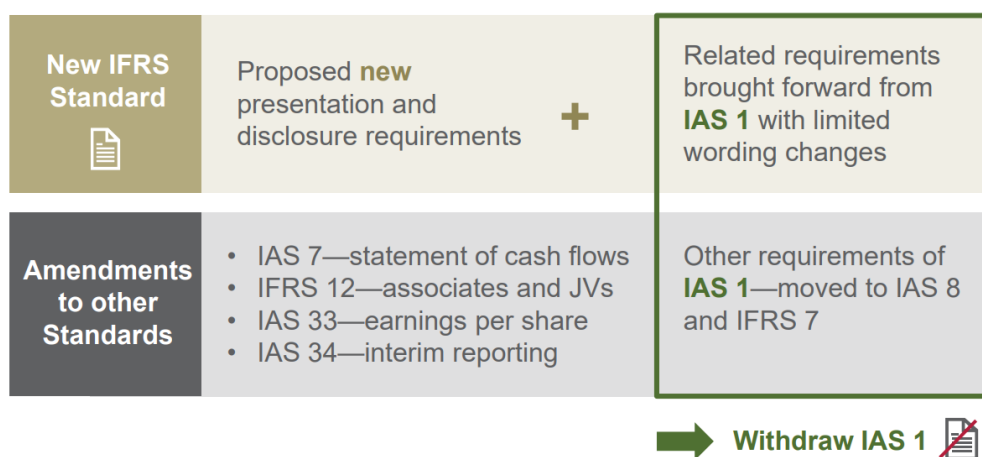 New IFRS
Standard
Proposed new
presentation and
disclosure requirements
+
Related requirements
brought forward from
IAS 1 with limited
wording changes
Amendments
to other
Standards
• IAS 7—statement of cash flows
• IFRS 12—associates and JVs
• IAS 33—earnings per share
• IAS 34—interim reporting
Other requirements of
IAS 1—moved to IAS 8
and IFRS 7
Withdraw IAS 1